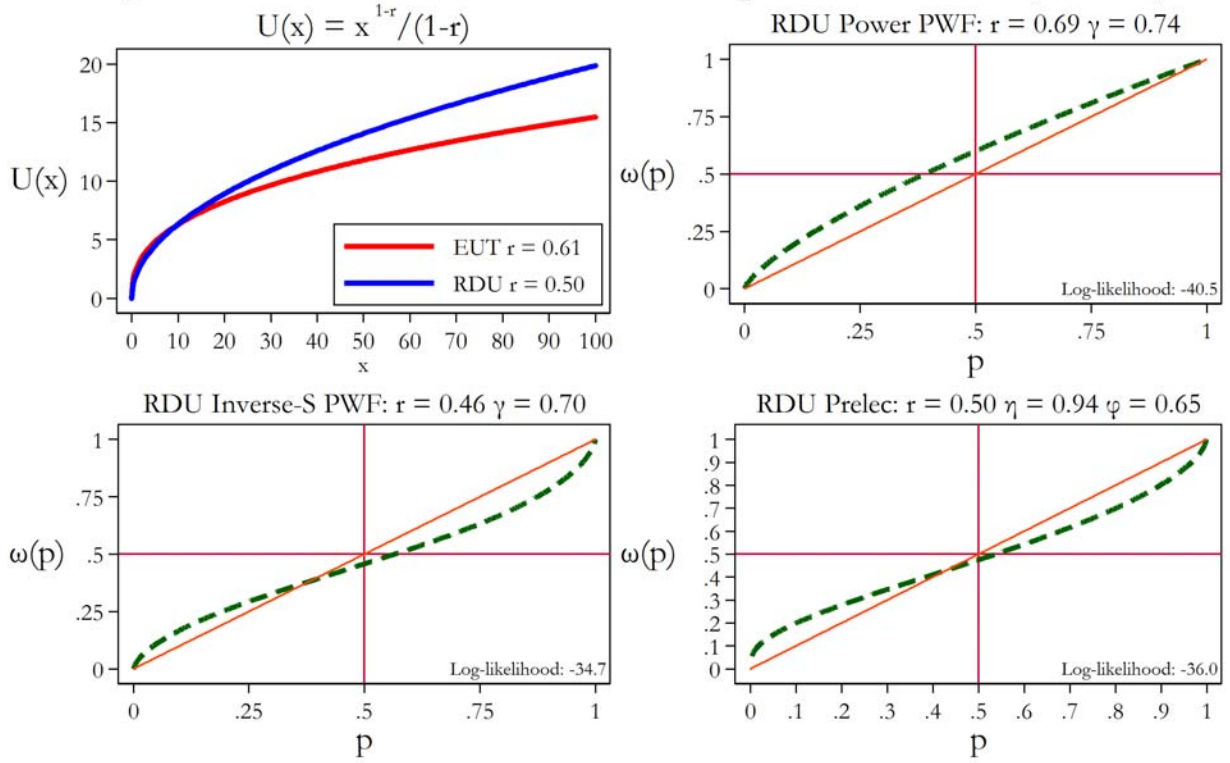 U(x) = x^1-r/(1-r)
20
15
U(x)
10
5
0
EUT r = 0.61
RDU r = 0.50
0 10 20 30 40 50 60 70 80 90 100
x
RDU Power PWF: r = 0.69 γ = 0.74
1
.75
ω(p)
.5
.25
0
Log-likelihood: -40.5
0 .25 .5 .75 1
p
RDU Inverse-S PWF: r = 0.46 γ = 0.70
1
.75
ω(p)
.5
.25
0
Log-likelihood: -34.7
0 .25 .5 .75 1
p
RDU Prelec: r = 0.50 η = 0.94 φ = 0.65
1
.9
.8
.7
.6
ω(p)
.5
.4
.3
.2
.1
0
Log-likelihood: -36.0
0 .1 .2 .3 .4 .5 .6 .7 .8 .9 1
p